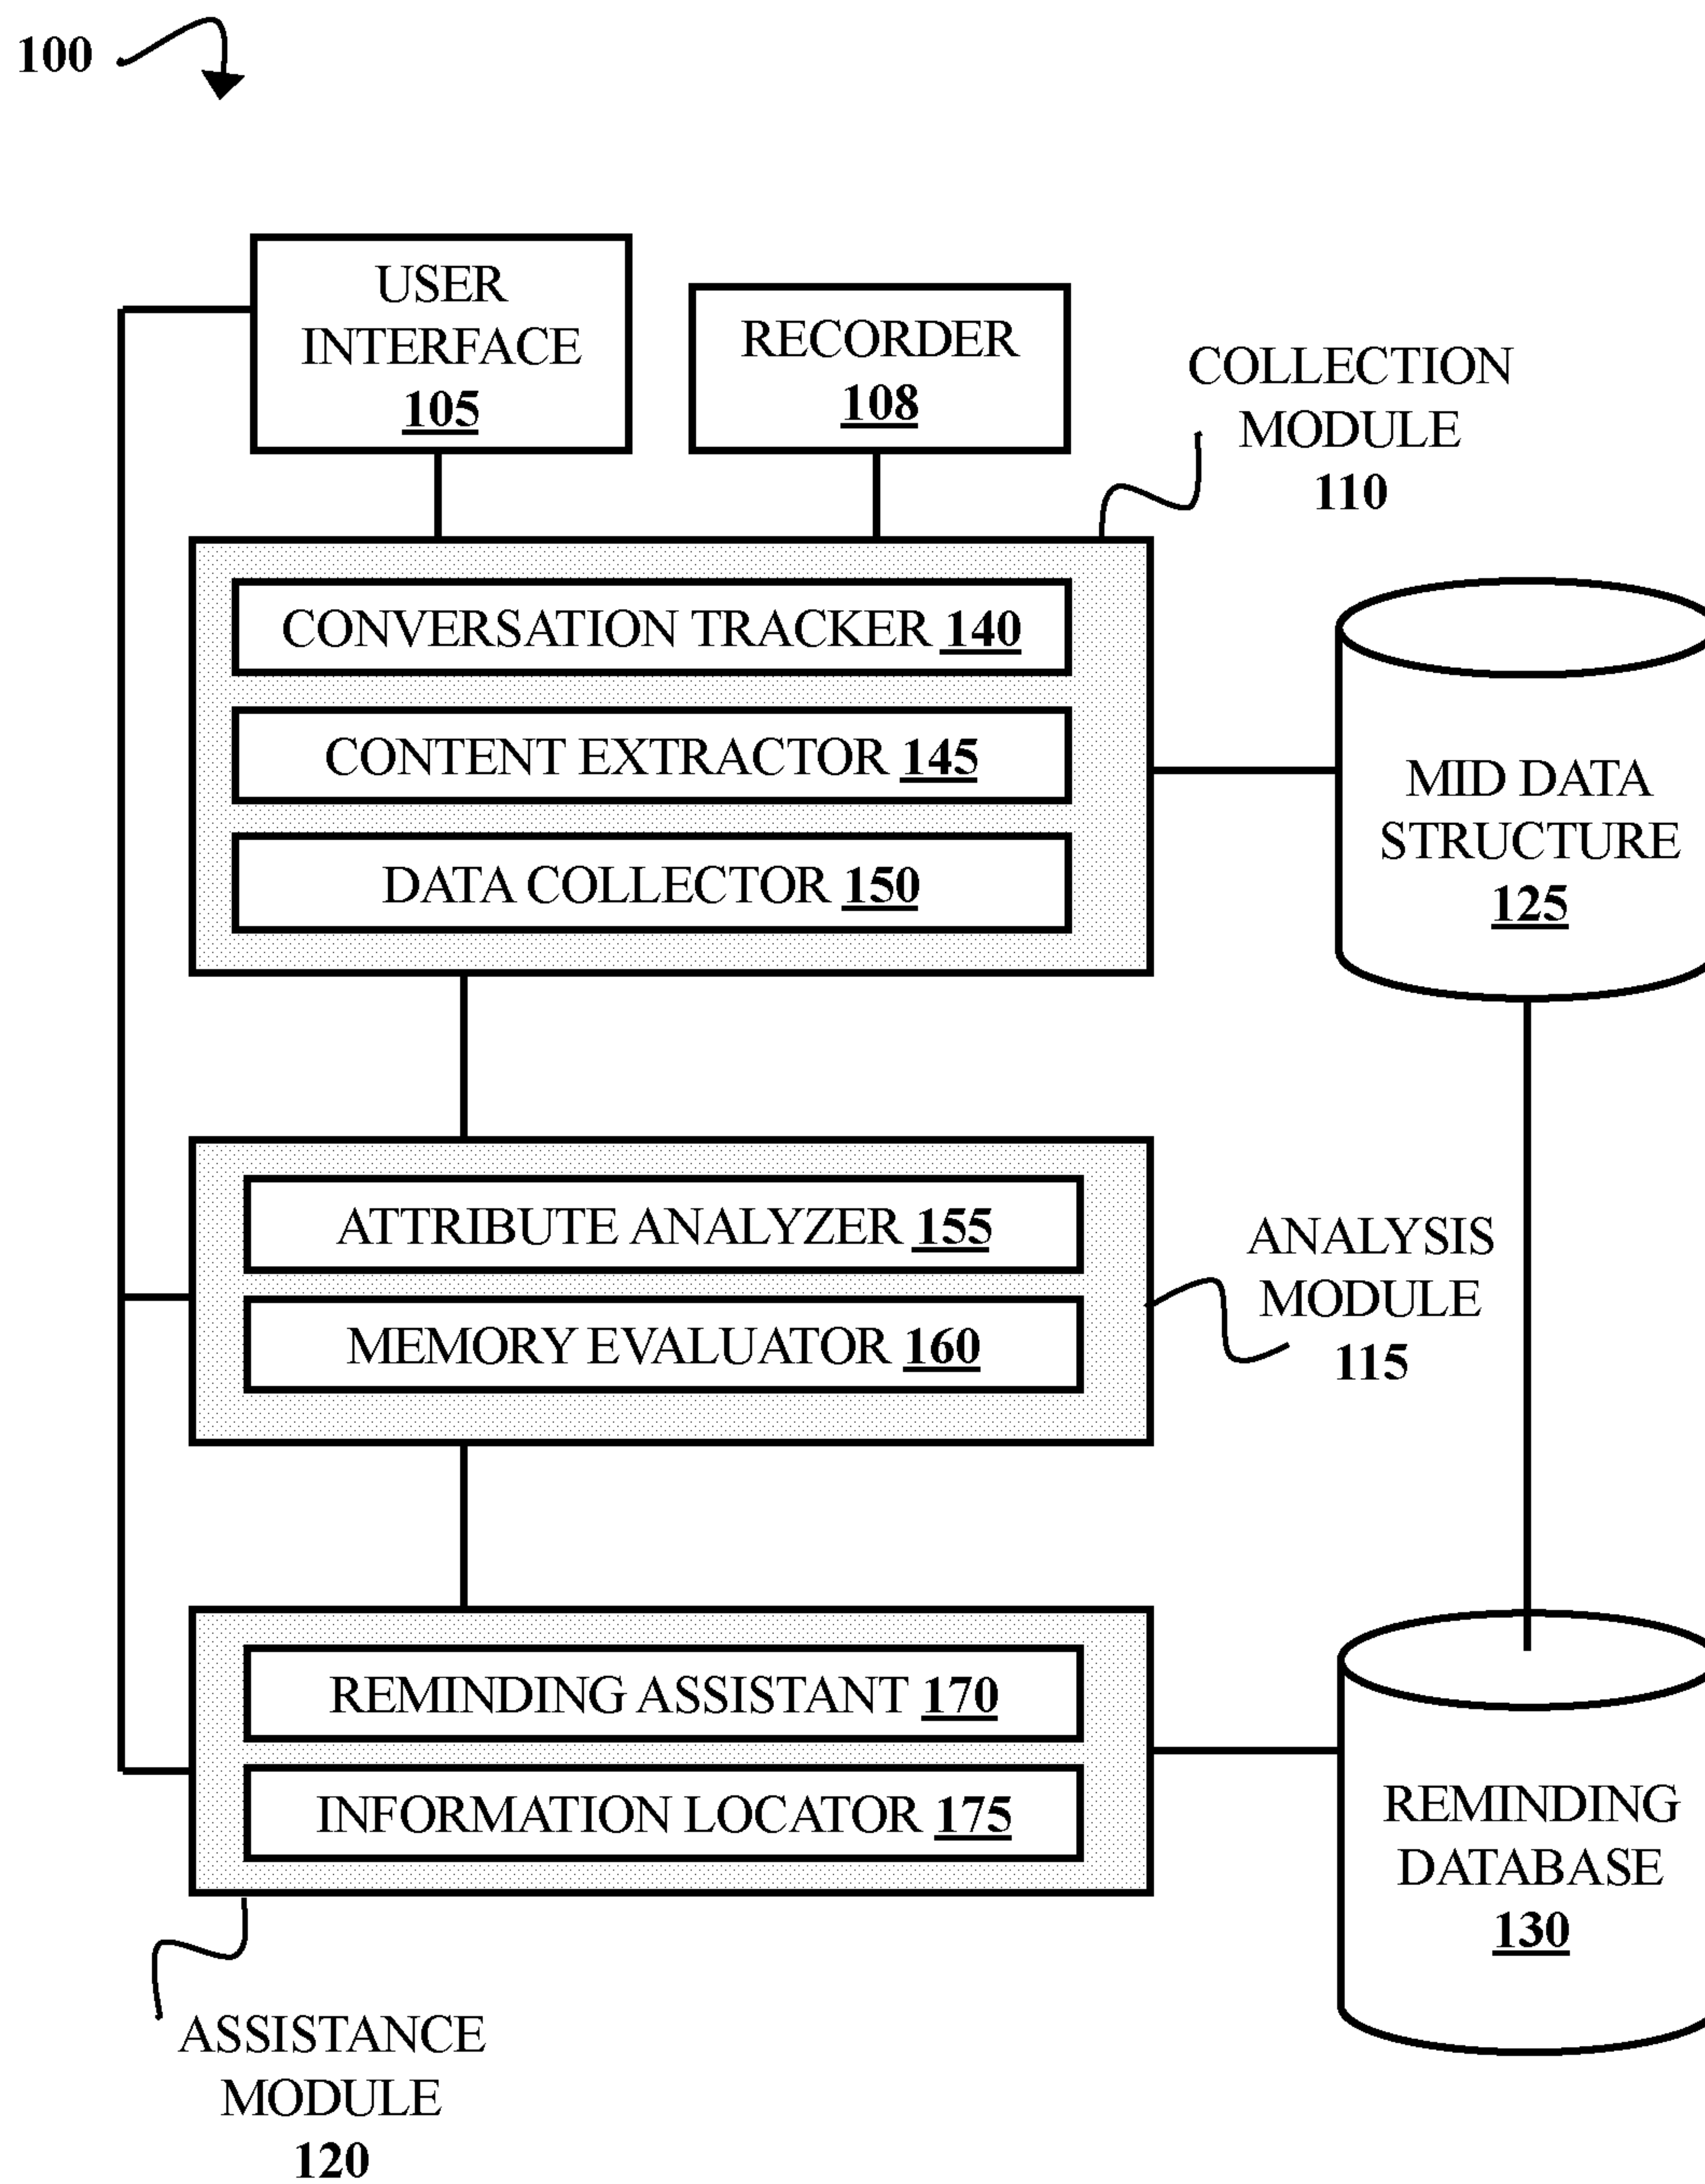 100
USER
INTERFACE
105
RECORDER
108
COLLECTION
MODULE
110
CONVERSATION TRACKER 140
CONTENT EXTRACTOR 145
DATA COLLECTOR 150
MID DATA
STRUCTURE
125
ATTRIBUTE ANALYZER 155
MEMORY EVALUATOR 160
ANALYSIS
MODULE
115
REMINDING ASSISTANT 170
INFORMATION LOCATOR 175
REMINDING
DATABASE
130
ASSISTANCE
MODULE
120